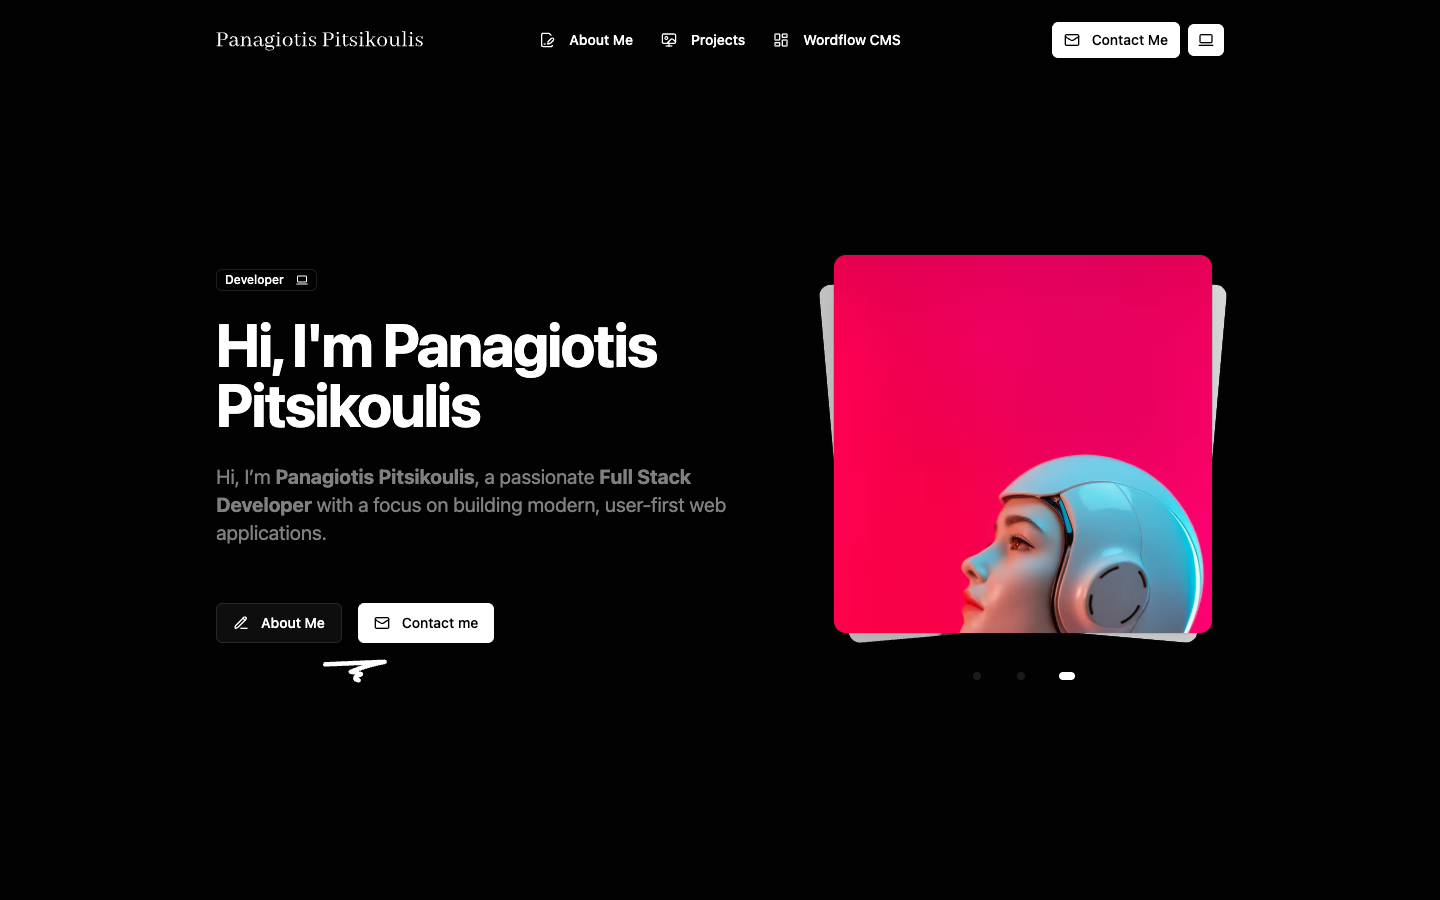 Panagiotis Pitsikoulis
About Me
Projects
Wordflow CMS
Contact Me
Developer
Hi, I'm Panagiotis
Pitsikoulis
Hi, I’m Panagiotis Pitsikoulis, a passionate Full Stack
Developer with a focus on building modern, user-first web
applications.
About Me
Contact me